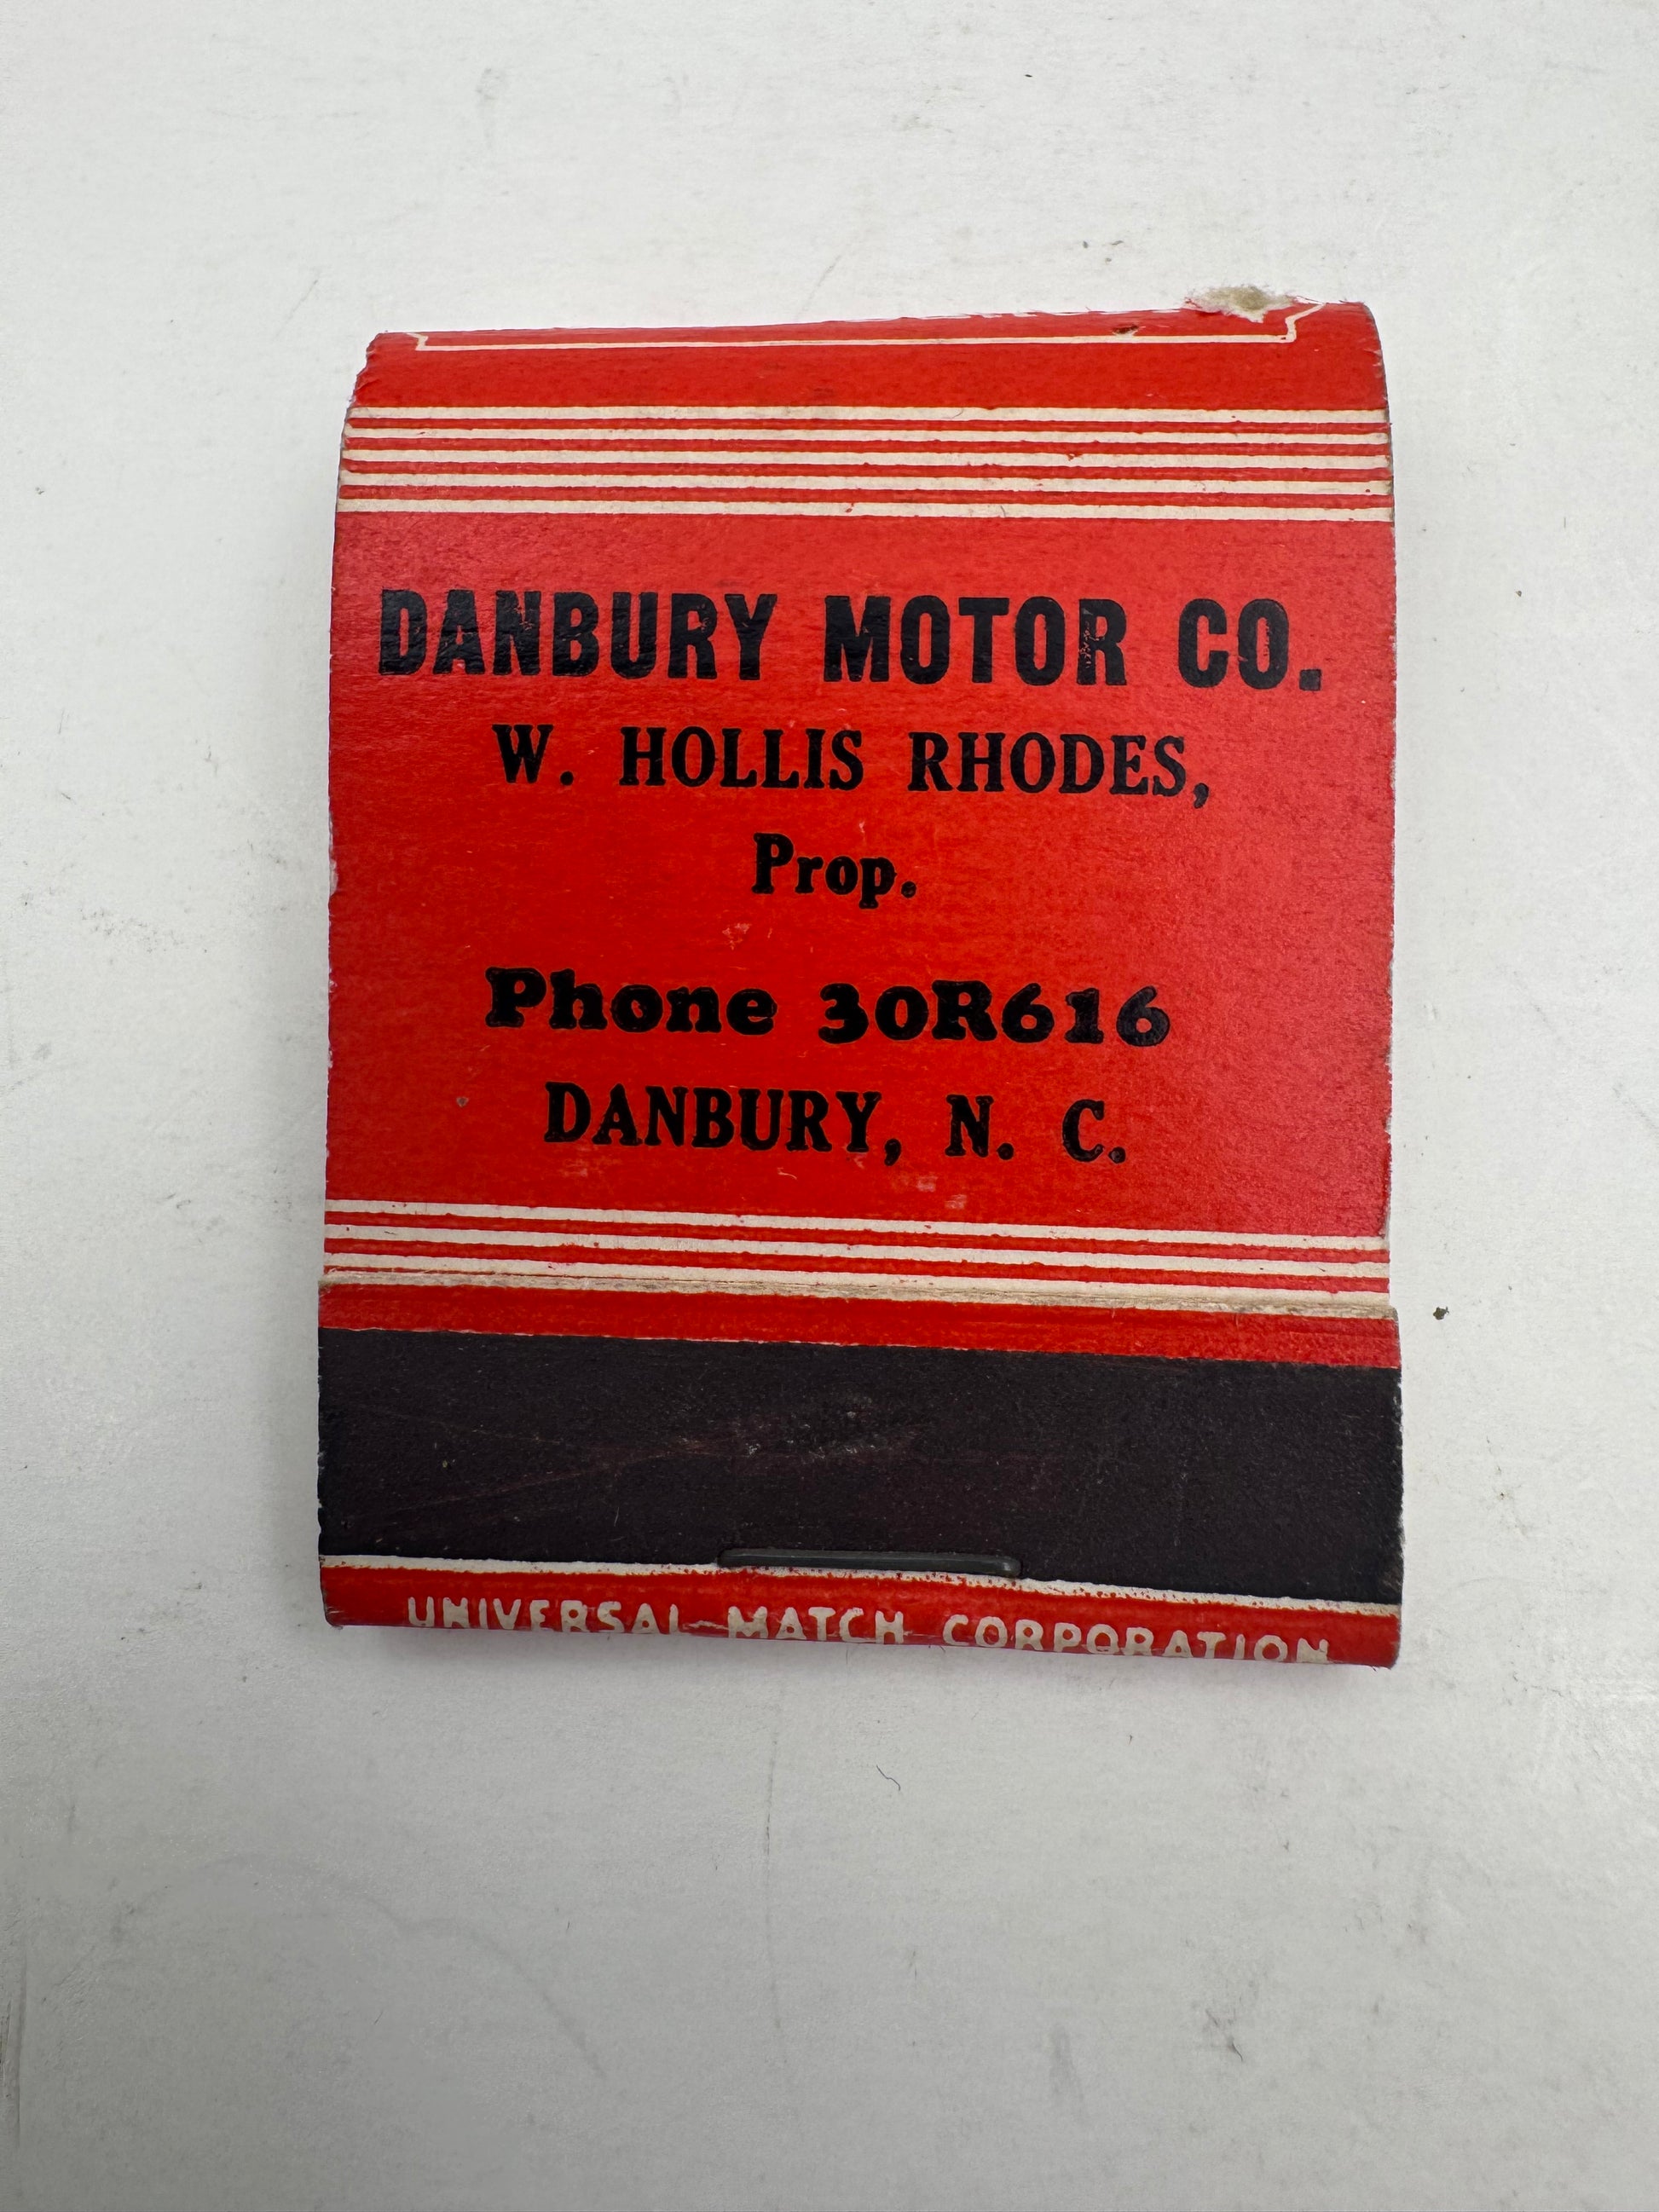 DANBURY MOTOR CO.
W. HOLLIS RHODES,
Prop.
Phone 30R616
DANBURY, N. C.
UNIVERSAL MATCH CORPORATION